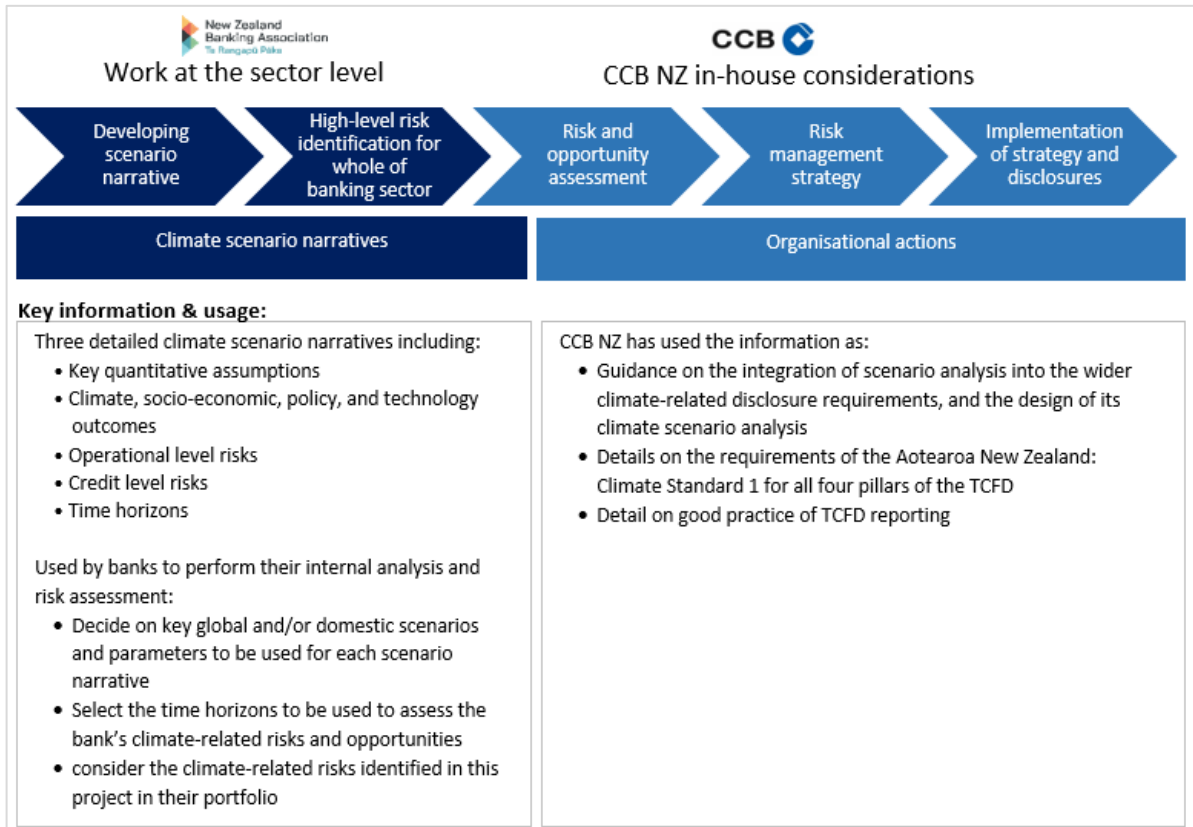 New Zealand
Banking Association
Te Rangapū Pēke
Work at the sector level
CCB
CCB NZ in-house considerations
Developing
scenario
narrative
High-level risk
identification for
whole of
banking sector
Risk and
opportunity
assessment
Risk
management
strategy
Implementation
of strategy and
disclosures
Climate scenario narratives
Organisational actions
Key information & usage:
Three detailed climate scenario narratives including:
• Key quantitative assumptions
• Climate, socio-economic, policy, and technology
outcomes
• Operational level risks
• Credit level risks
• Time horizons
Used by banks to perform their internal analysis and
risk assessment:
• Decide on key global and/or domestic scenarios
and parameters to be used for each scenario
narrative
• Select the time horizons to be used to assess the
bank's climate-related risks and opportunities
• consider the climate-related risks identified in this
project in their portfolio
CCB NZ has used the information as:
• Guidance on the integration of scenario analysis into the wider
climate-related disclosure requirements, and the design of its
climate scenario analysis
• Details on the requirements of the Aotearoa New Zealand:
Climate Standard 1 for all four pillars of the TCFD
• Detail on good practice of TCFD reporting